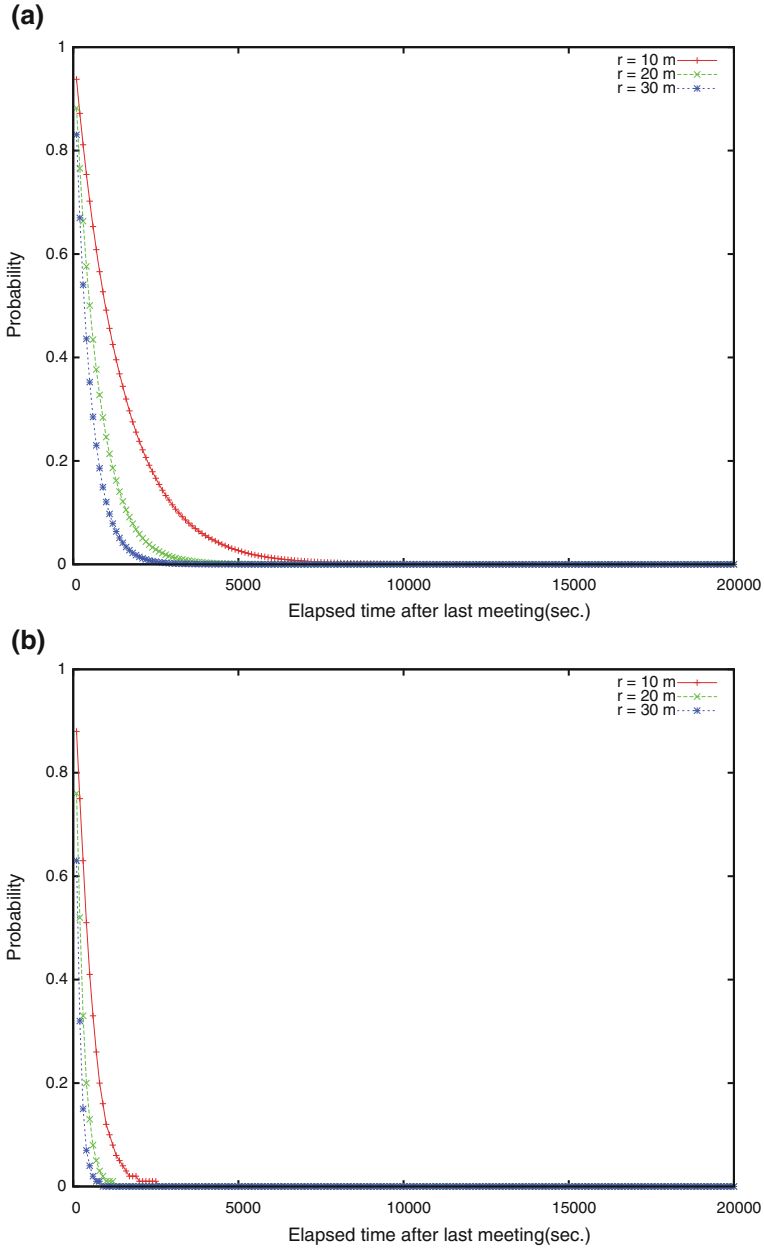 (a)
1
0.8
0.6
0.4
0.2
0
Probability
r = 10 m
r = 20 m
r = 30 m
0 5000 10000 15000 20000
Elapsed time after last meeting(sec.)
(b)
1
0.8
0.6
0.4
0.2
0
Probability
r = 10 m
r = 20 m
r = 30 m
0 5000 10000 15000 20000
Elapsed time after last meeting(sec.)